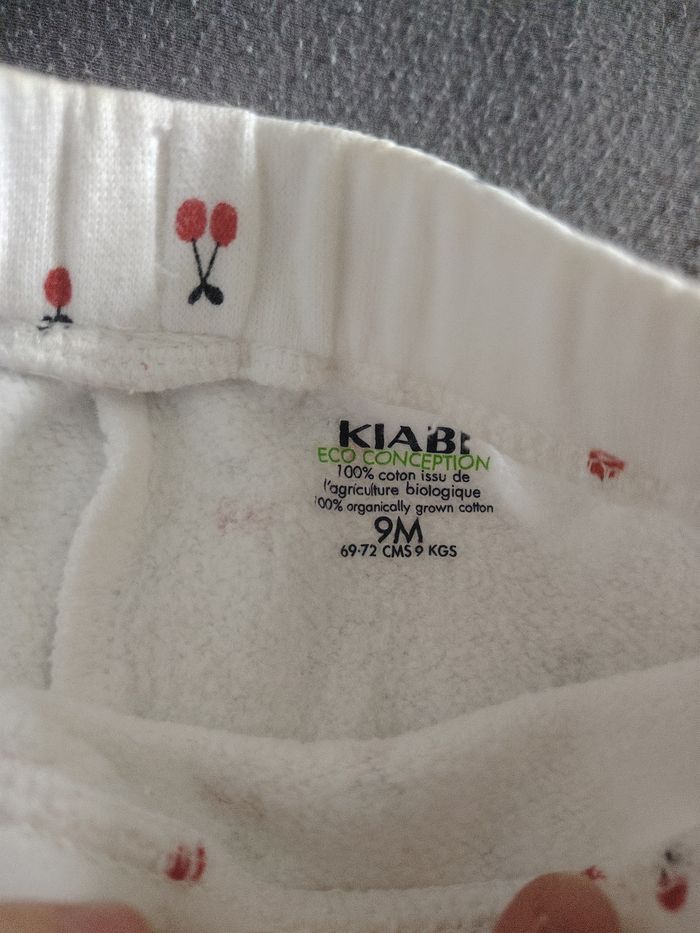 KIABI
ECO CONCEPTION
100% coton issu de
l'agriculture biologique
100% organically grown cotton
9M
69-72 CMS 9 KGS